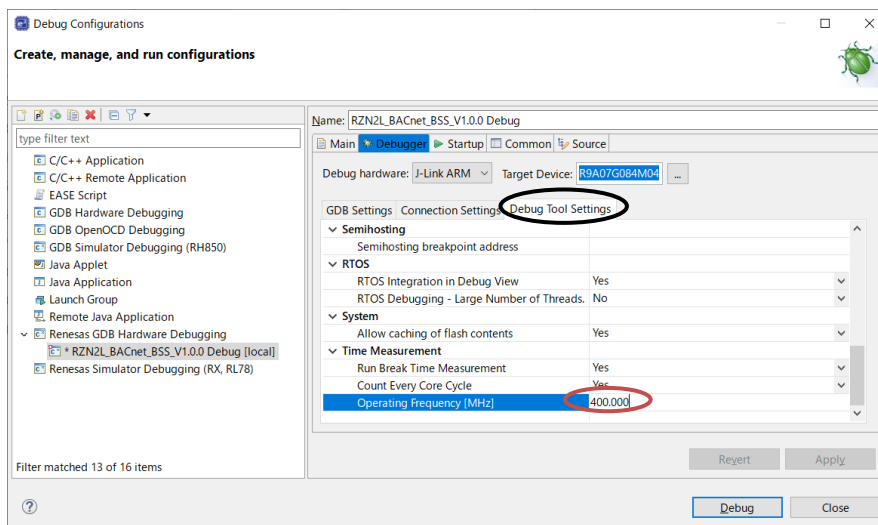 Debug Configurations
Create, manage, and run configurations
Name: RZN2L_BACnet_BSS_V1.0.0 Debug
type filter text
Main Debugger Startup Common Source
C/C++ Application
Debug hardware: J-Link ARM Target Device: R9A07G084M04 ...
C/C++ Remote Application
EASE Script
GDB Settings Connection Settings Debug Tool Settings
GDB Hardware Debugging
GDB OpenOCD Debugging
GDB Simulator Debugging (RH850)
Java Applet
Java Application
Launch Group
Remote Java Application
Renesas GDB Hardware Debugging
* RZN2L_BACnet_BSS_V1.0.0 Debug [local]
Renesas Simulator Debugging (RX, RL78)
Semihosting
Semihosting breakpoint address
RTOS
RTOS Integration in Debug View Yes
RTOS Debugging - Large Number of Threads. No
System
Allow caching of flash contents Yes
Time Measurement
Run Break Time Measurement Yes
Count Every Core Cycle Yes
Operating Frequency [MHz] 400.000
Revert Apply
Filter matched 13 of 16 items
Debug Close